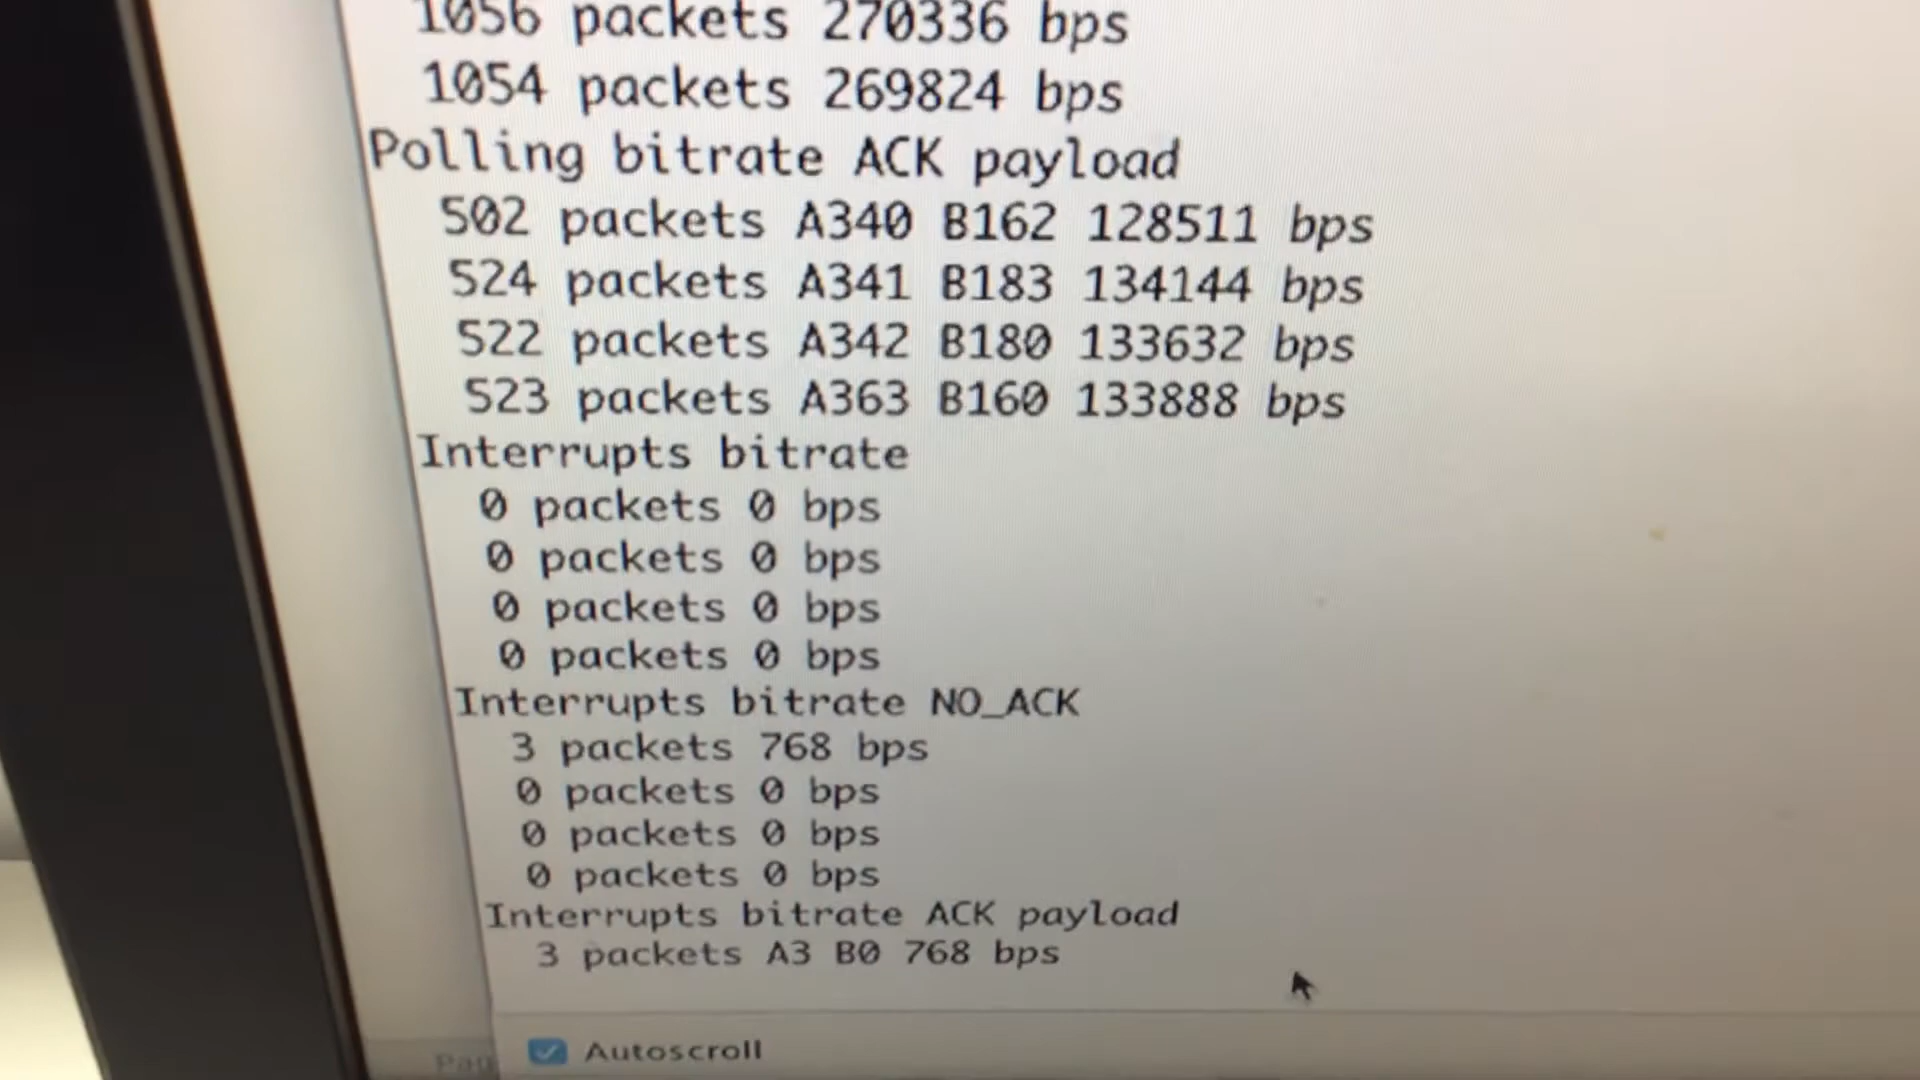 1056 packets 270336 bps
1054 packets 269824 bps
Polling bitrate ACK payload
502 packets A340 B162 128511 bps
524 packets A341 B183 134144 bps
522 packets A342 B180 133632 bps
523 packets A363 B160 133888 bps
Interrupts bitrate
0 packets 0 bps
0 packets 0 bps
0 packets 0 bps
0 packets 0 bps
Interrupts bitrate NO_ACK
3 packets 768 bps
0 packets 0 bps
0 packets 0 bps
0 packets 0 bps
Interrupts bitrate ACK payload
3 packets A3 B0 768 bps
Autoscroll